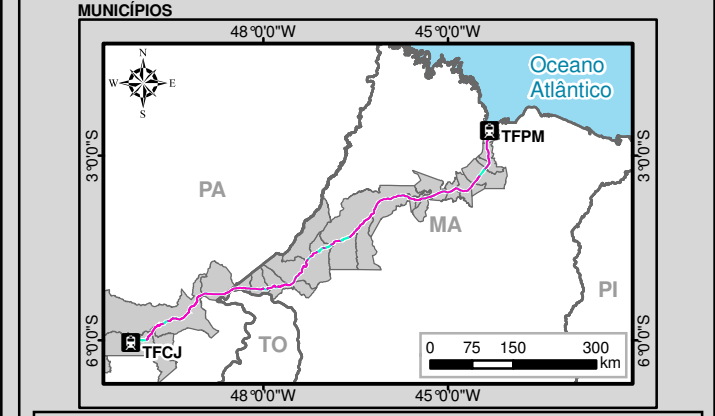 MUNICÍPIOS
48°0'0"W
45°0'0"W
N
W
E
S
Oceano
Atlântico
TFPM
3°0'0"S
3°0'0"S
PA
MA
PI
TO
TFCJ
6°0'0"S
6°0'0"S
0 75 150 300
km
48°0'0"W
45°0'0"W